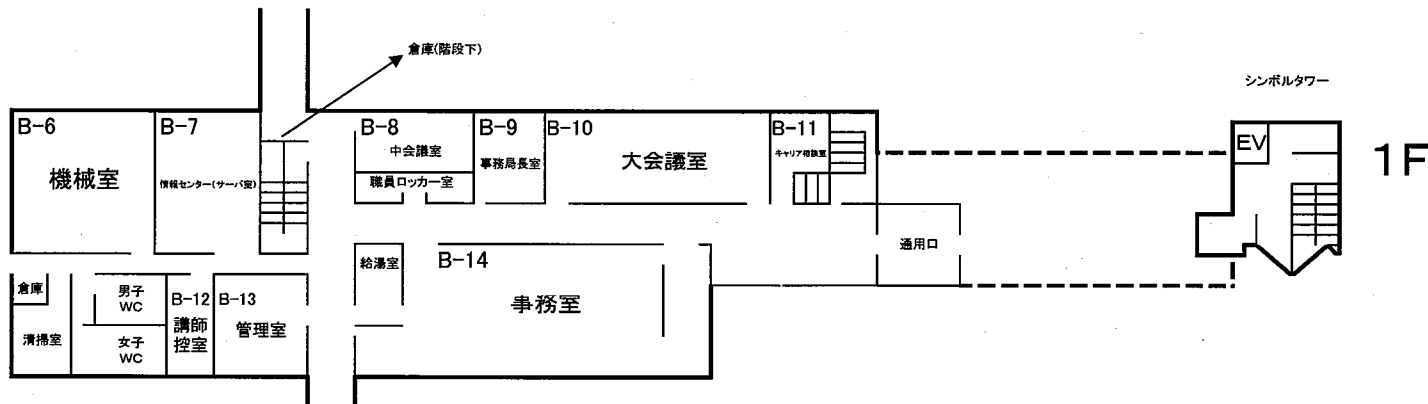 倉庫(階段下)
シンボルタワー
B-6
機械室
B-7
情報センター(サーバ室)
B-8
中会議室
職員ロッカー室
B-9
事務局長室
B-10
大会議室
B-11
キャリア相談室
EV
1F
通用口
倉庫
清掃室
男子
WC
女子
WC
B-12
講師
控室
B-13
管理室
給湯室
B-14
事務室